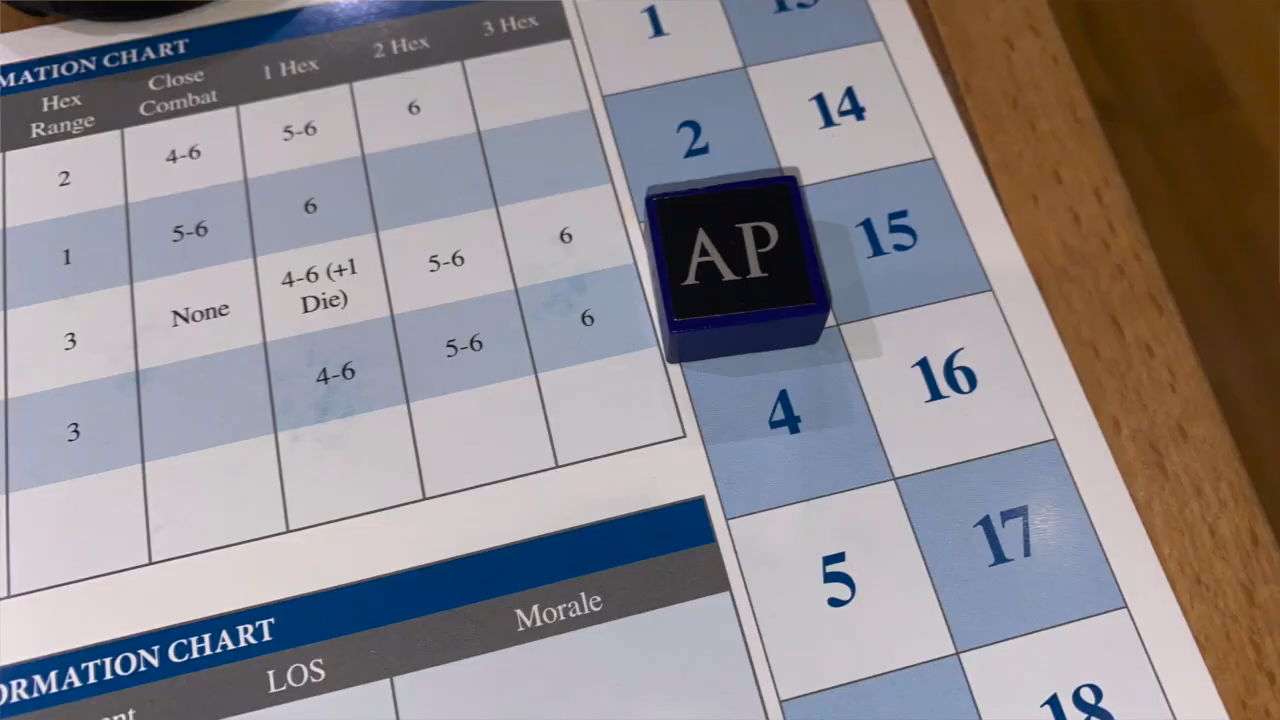 MATION CHART
Hex Range
Close Combat
1 Hex
2 Hex
3 Hex
2
4-6
5-6
6
1
5-6
6
3
None
4-6 (+1 Die)
5-6
6
3
4-6
5-6
6
ORMATION CHART
LOS
Morale
1
2
14
AP
15
4
16
5
17
18